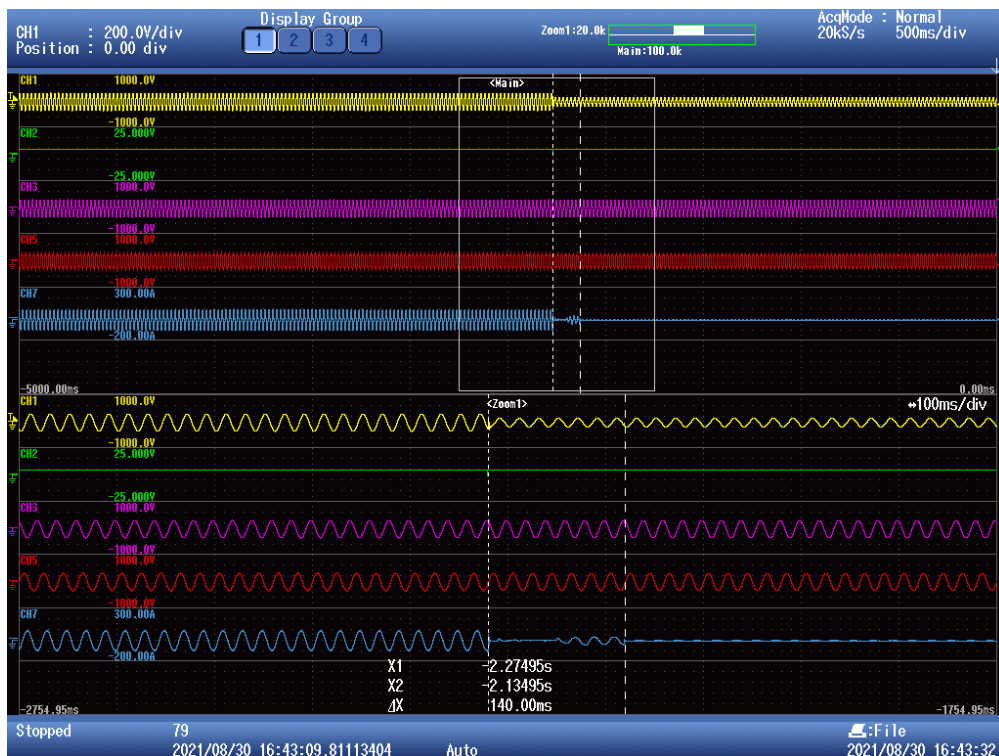 Display Group
CH1 : 200.0V/div
Position : 0.00 div
1 2 3 4
Zoom1:20.0k
Main:100.0k
AcqMode : Normal
20kS/s 500ms/div
<Main>
CH1 1000.0V
-1000.0V
CH2 25.000V
-25.000V
CH3 1000.0V
-1000.0V
CH5 1000.0V
-1000.0V
CH7 300.00A
-200.00A
-5000.00ms 0.00ms
<Zoom1>
↔100ms/div
CH1 1000.0V
-1000.0V
CH2 25.000V
-25.000V
CH3 1000.0V
-1000.0V
CH5 1000.0V
-1000.0V
CH7 300.00A
-200.00A
X1 -2.27495s
X2 -2.13495s
ΔX 140.00ms
-2754.95ms -1754.95ms
Stopped 79 :File
2021/08/30 16:43:09.81113404 Auto 2021/08/30 16:43:32